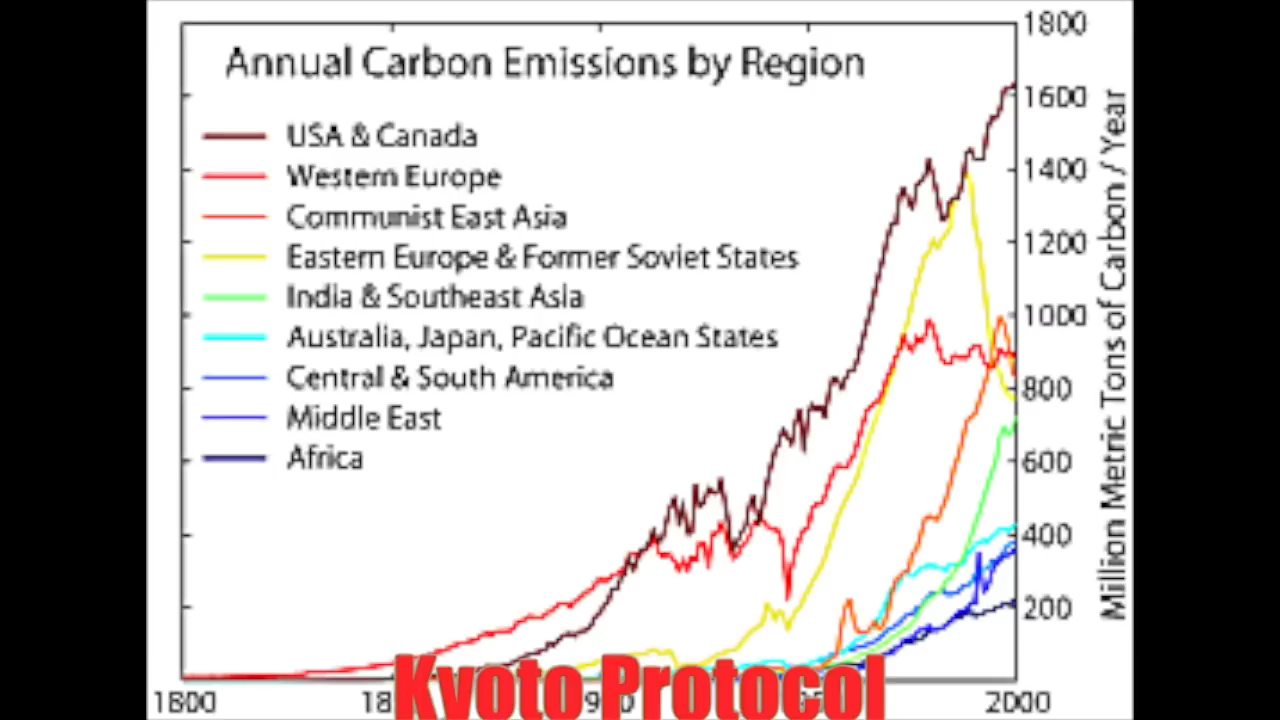 Annual Carbon Emissions by Region
USA & Canada
Western Europe
Communist East Asia
Eastern Europe & Former Soviet States
India & Southeast Asia
Australia, Japan, Pacific Ocean States
Central & South America
Middle East
Africa
1800
1600
1400
1200
1000
800
600
400
200
Million Metric Tons of Carbon / Year
1800
2000
Kyoto Protocol